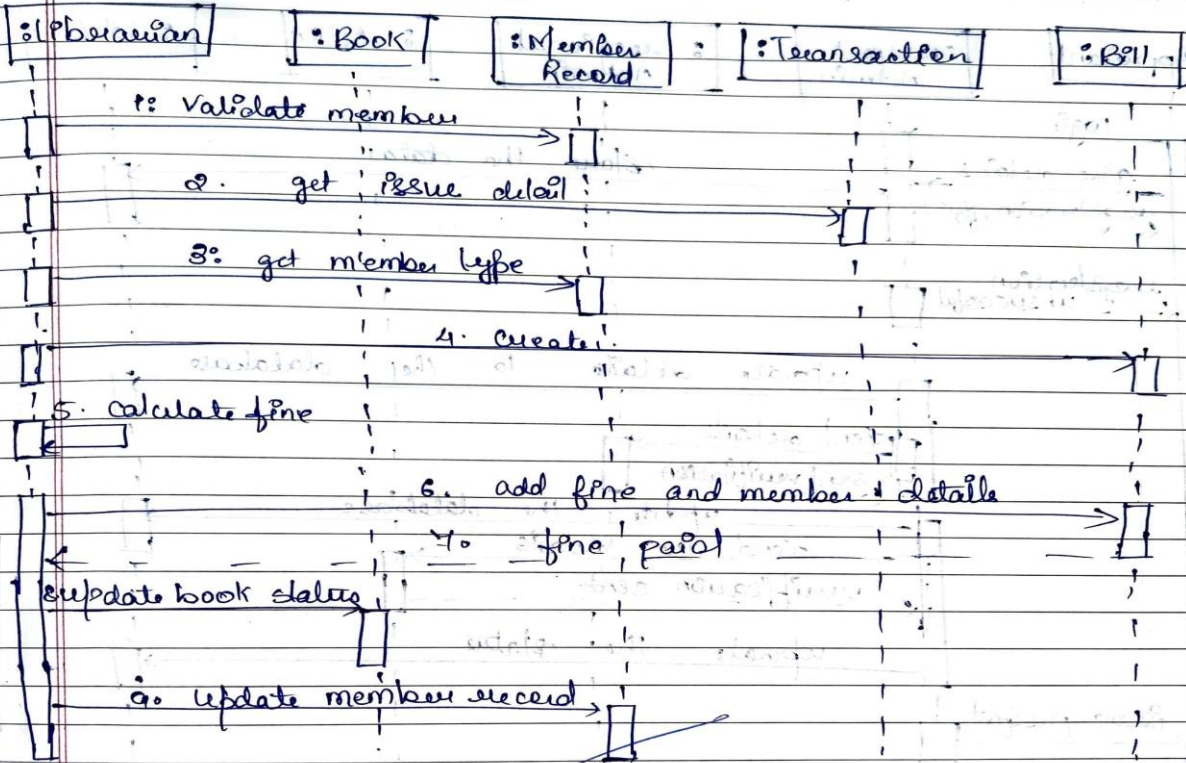 :Librarian :Book :Member :Transaction :Bill
Record
1: Validate member
2. get issue detail
3: get member type
4. create
5. calculate fine
6. add fine and member details
7. fine paid
8. update book status
9. update member record